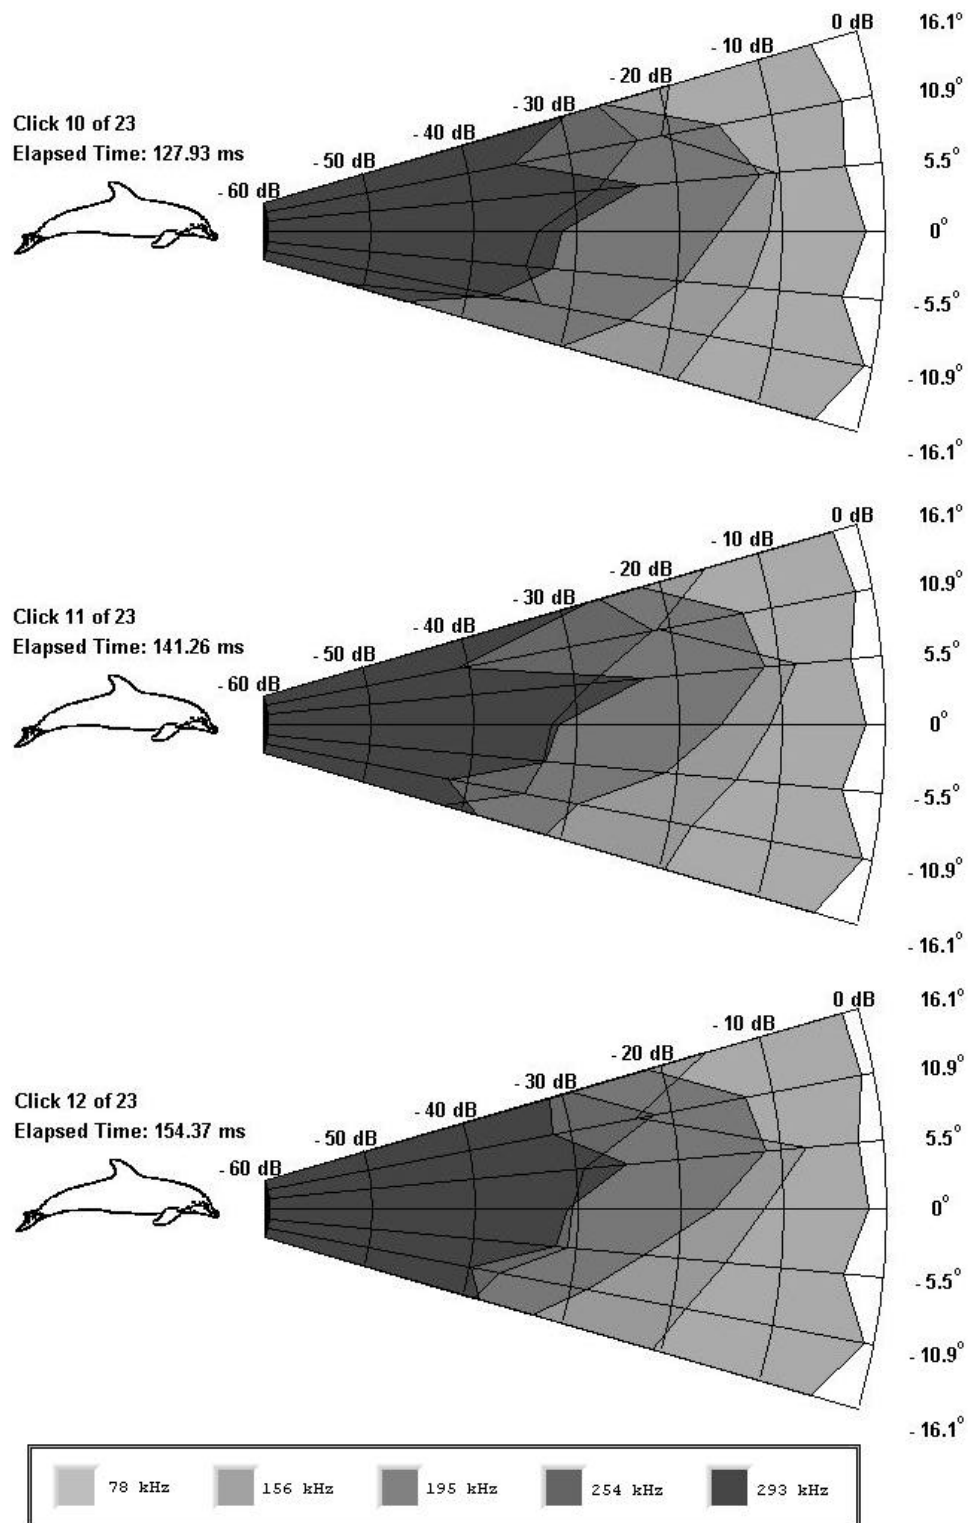 0 dB 16.1°
- 10 dB
10.9°
- 20 dB
- 30 dB
Click 10 of 23
- 40 dB
Elapsed Time: 127.93 ms
- 50 dB
5.5°
- 60 dB
0°
- 5.5°
- 10.9°
- 16.1°
0 dB 16.1°
- 10 dB
- 20 dB
10.9°
- 30 dB
Click 11 of 23
- 40 dB
Elapsed Time: 141.26 ms
- 50 dB
5.5°
- 60 dB
0°
- 5.5°
- 10.9°
- 16.1°
0 dB 16.1°
- 10 dB
- 20 dB
10.9°
- 30 dB
Click 12 of 23
- 40 dB
Elapsed Time: 154.37 ms
- 50 dB
5.5°
- 60 dB
0°
- 5.5°
- 10.9°
- 16.1°
78 kHz 156 kHz 195 kHz 254 kHz 293 kHz